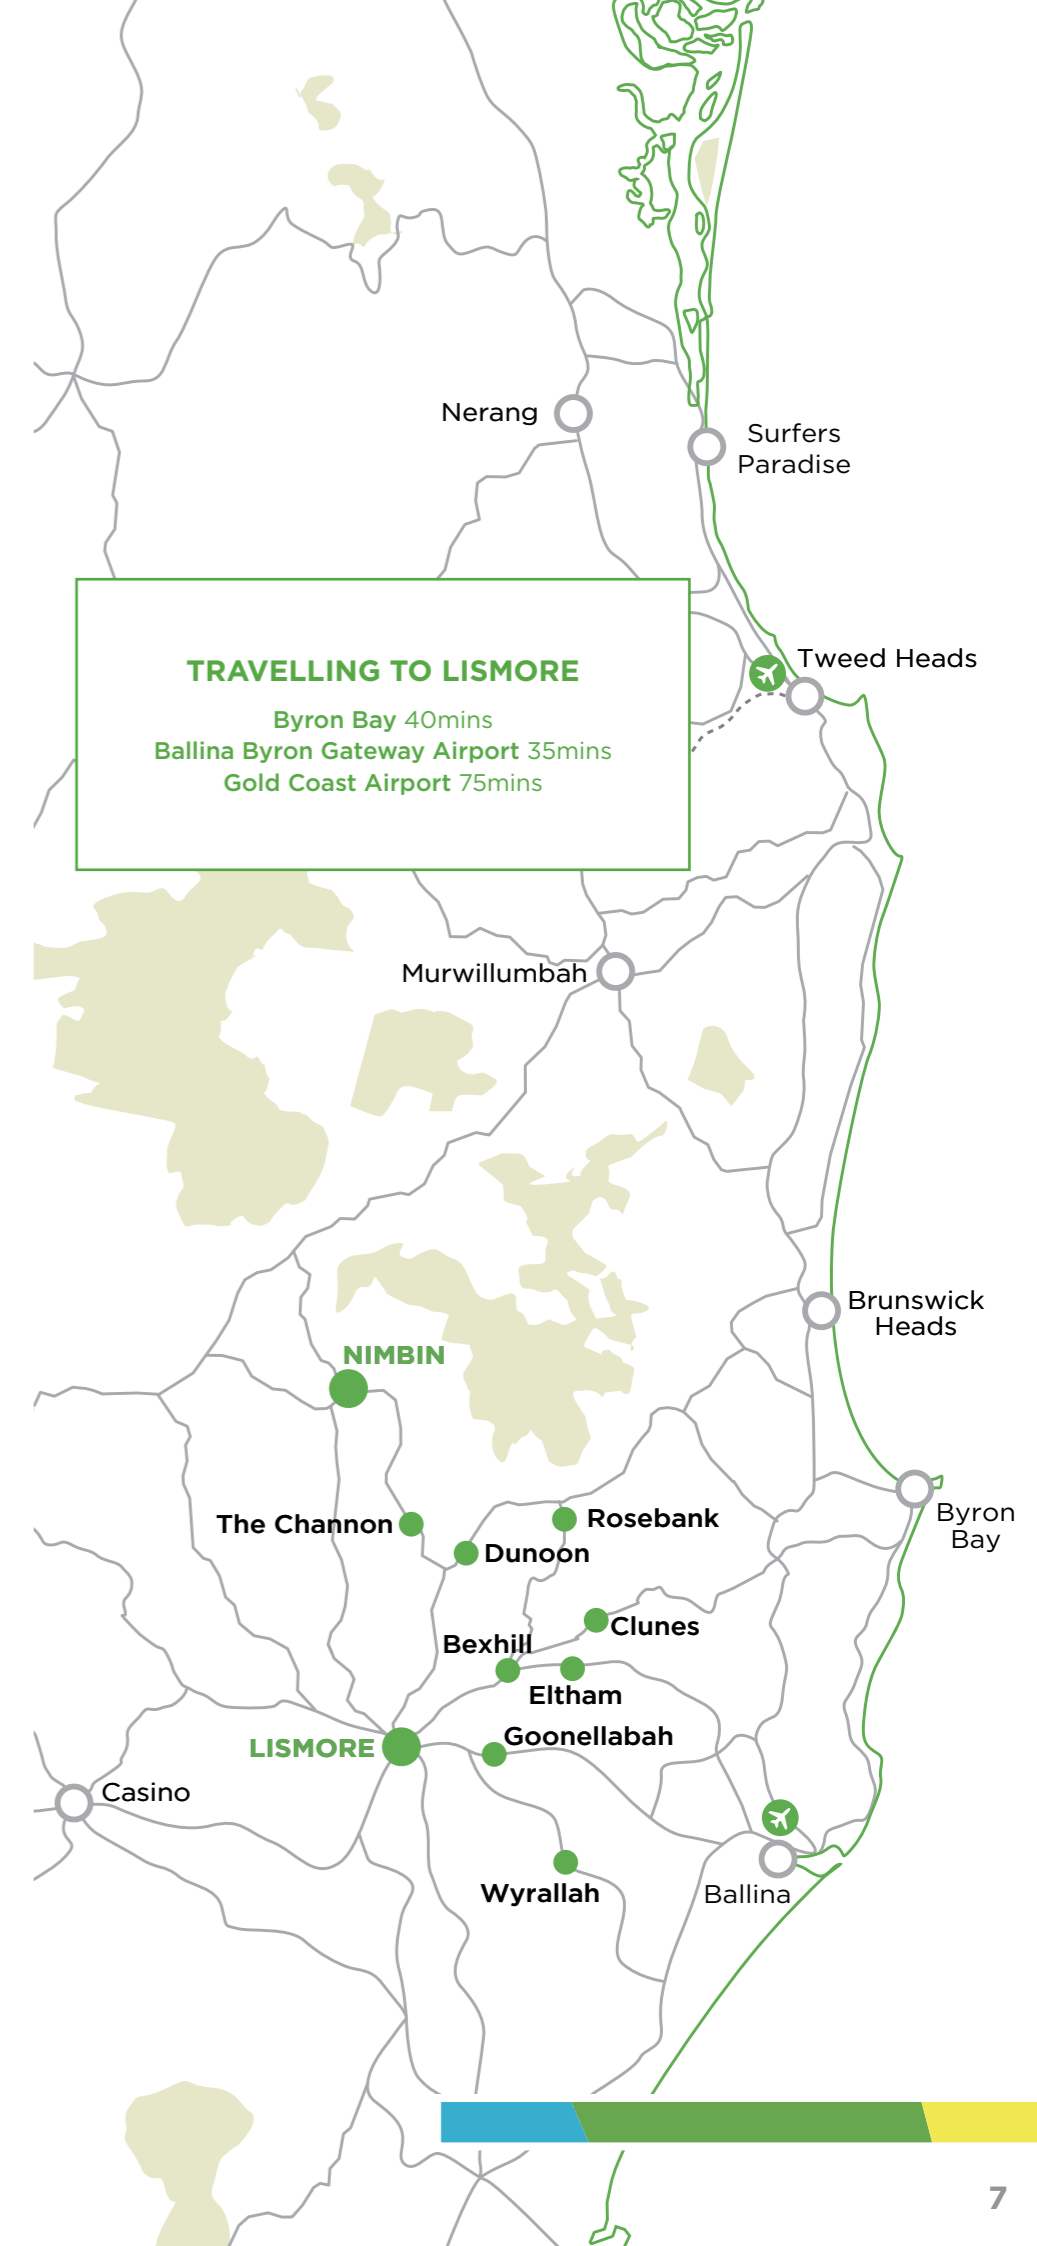 Nerang
Surfers
Paradise
Tweed Heads
TRAVELLING TO LISMORE
Byron Bay 40mins
Ballina Byron Gateway Airport 35mins
Gold Coast Airport 75mins
Murwillumbah
Brunswick
Heads
NIMBIN
Byron
Bay
The Channon
Rosebank
Dunoon
Clunes
Bexhill
Eltham
Goonellabah
LISMORE
Casino
Wyrallah
Ballina
7